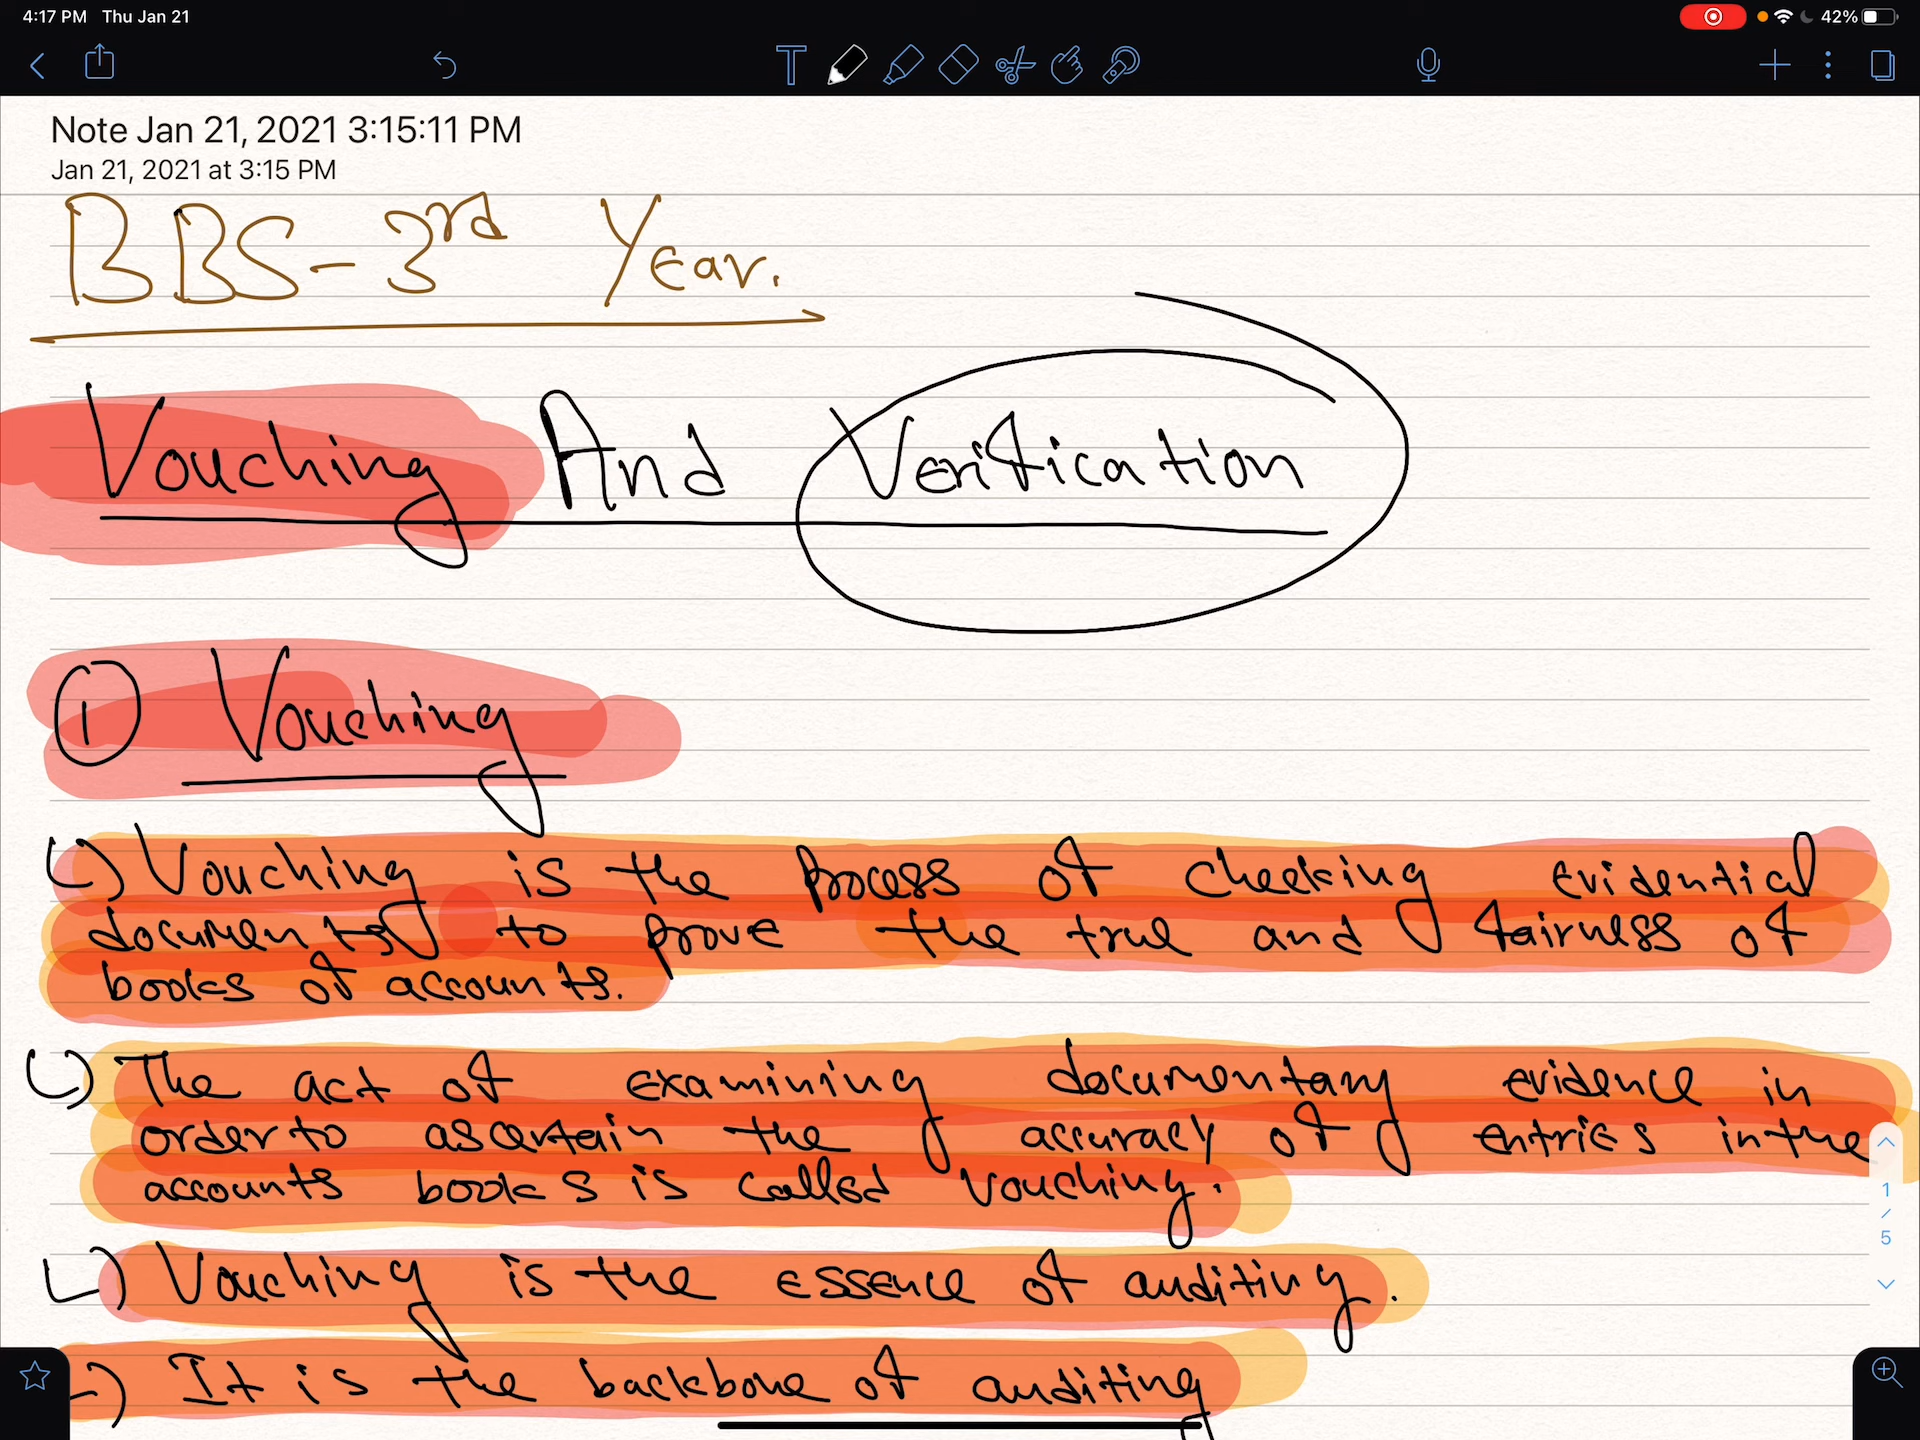 4:17 PM Thu Jan 21
42%
Note Jan 21, 2021 3:15:11 PM
Jan 21, 2021 at 3:15 PM
BBS-3rd Year.
Vouching And Verification
① Vouching
Vouching is the process of checking evidential
documents to prove the true and fairness of
books of accounts.
The act of examining documentary evidence in
order to ascertain the accuracy of entries in the
accounts books is called vouching.
Vouching is the essence of auditing.
It is the backbone of auditing
1
/
5